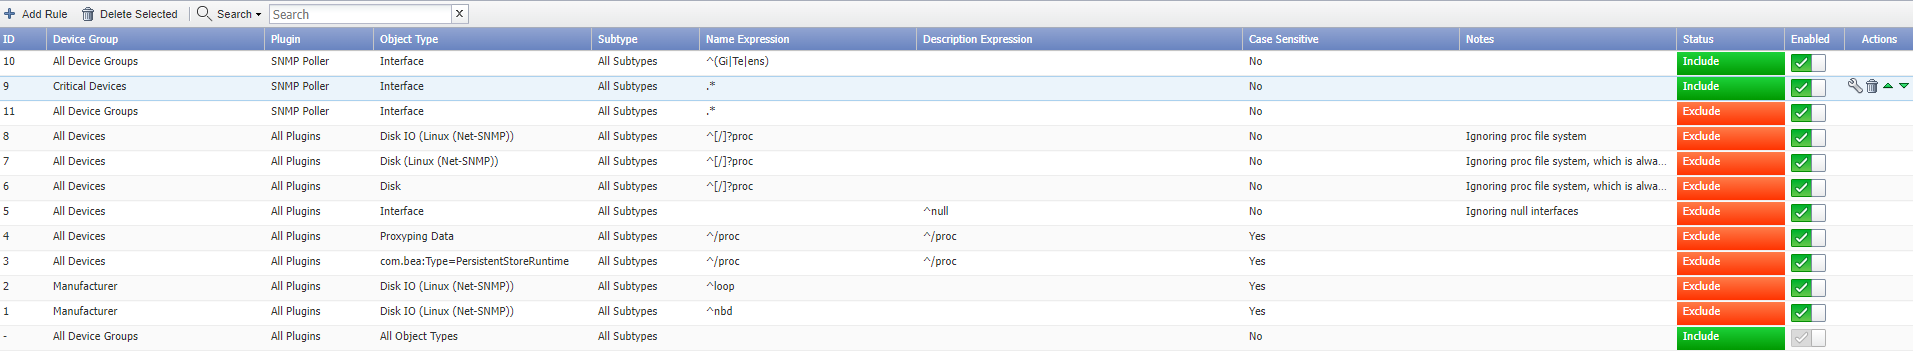 Add Rule Delete Selected Search Search x
ID Device Group Plugin Object Type Subtype Name Expression Description Expression Case Sensitive Notes Status Enabled Actions
10 All Device Groups SNMP Poller Interface All Subtypes ^(Gi|Te|ens) No Include
9 Critical Devices SNMP Poller Interface All Subtypes .* No Include
11 All Device Groups SNMP Poller Interface All Subtypes .* No Exclude
8 All Devices All Plugins Disk IO (Linux (Net-SNMP)) All Subtypes ^[/]?proc No Ignoring proc file system Exclude
7 All Devices All Plugins Disk (Linux (Net-SNMP)) All Subtypes ^[/]?proc No Ignoring proc file system, which is alwa... Exclude
6 All Devices All Plugins Disk All Subtypes ^[/]?proc No Ignoring proc file system, which is alwa... Exclude
5 All Devices All Plugins Interface All Subtypes ^null No Ignoring null interfaces Exclude
4 All Devices All Plugins Proxyping Data All Subtypes ^/proc ^/proc Yes Exclude
3 All Devices All Plugins com.bea:Type=PersistentStoreRuntime All Subtypes ^/proc ^/proc Yes Exclude
2 Manufacturer All Plugins Disk IO (Linux (Net-SNMP)) All Subtypes ^loop Yes Exclude
1 Manufacturer All Plugins Disk IO (Linux (Net-SNMP)) All Subtypes ^nbd Yes Exclude
- All Device Groups All Plugins All Object Types All Subtypes No Include